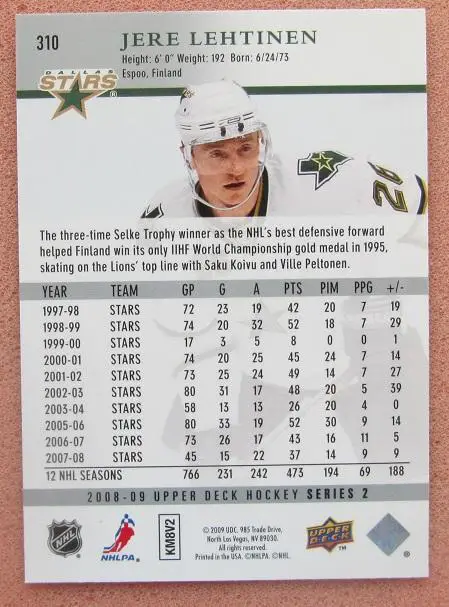 310
JERE LEHTINEN
Height: 6' 0" Weight: 192 Born: 6/24/73
Espoo, Finland
DALLAS
STARS
®
26
The three-time Selke Trophy winner as the NHL's best defensive forward
helped Finland win its only IIHF World Championship gold medal in 1995,
skating on the Lions' top line with Saku Koivu and Ville Peltonen.
YEAR TEAM GP G A PTS PIM PPG +/-
1997-98 STARS 72 23 19 42 20 7 19
1998-99 STARS 74 20 32 52 18 7 29
1999-00 STARS 17 3 5 8 0 0 1
2000-01 STARS 74 20 25 45 24 7 14
2001-02 STARS 73 25 24 49 14 7 27
2002-03 STARS 80 31 17 48 20 5 39
2003-04 STARS 58 13 13 26 20 4 0
2005-06 STARS 80 33 19 52 30 9 14
2006-07 STARS 73 26 17 43 16 11 5
2007-08 STARS 45 15 22 37 14 9 9
12 NHL SEASONS 766 231 242 473 194 69 188
2008-09 UPPER DECK HOCKEY SERIES 2
NHL
NHLPA.
KM8V2
© 2009 UDC. 985 Trade Drive,
North Las Vegas, NV 89030.
All rights reserved.
Printed in the USA. ©NHLPA. ©NHL.
UPPER
DECK
TM
®